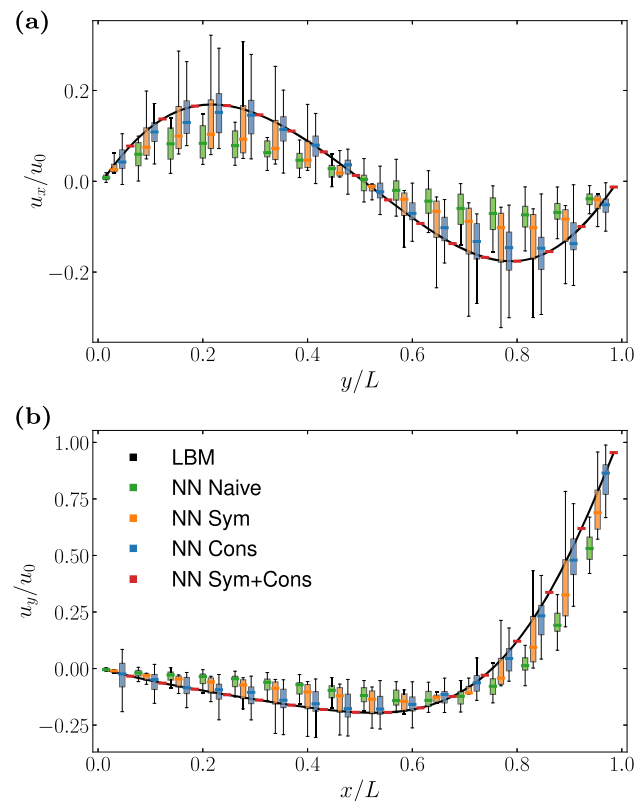 (a)
0.2
0.0
−0.2
u_x/u_0
0.0 0.2 0.4 0.6 0.8 1.0
y/L
(b)
1.00
0.75
0.50
0.25
0.00
−0.25
u_y/u_0
LBM
NN Naive
NN Sym
NN Cons
NN Sym+Cons
0.0 0.2 0.4 0.6 0.8 1.0
x/L